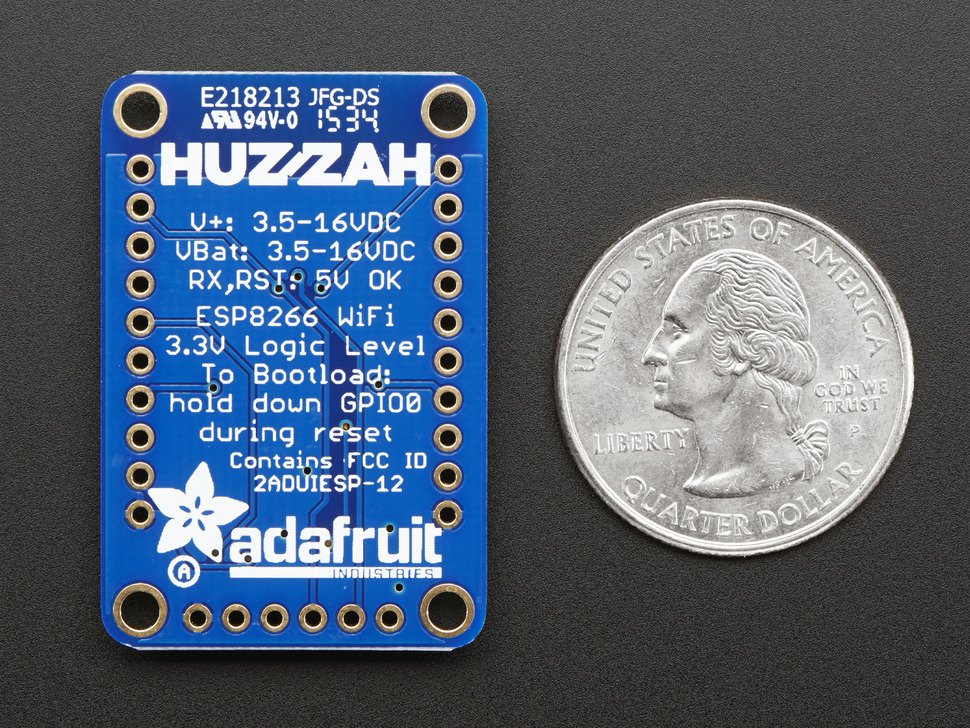 E218213 JFG-DS
94V-0 1534
HUZZAH
V+: 3.5-16VDC
VBat: 3.5-16VDC
RX,RST: 5V OK
ESP8266 WiFi
3.3V Logic Level
To Bootload:
hold down GPIO0
during reset
Contains FCC ID
2ADUIESP-12
adafruit
INDUSTRIES
A
UNITED STATES OF AMERICA
IN
GOD WE
TRUST
P
LIBERTY
QUARTER DOLLAR